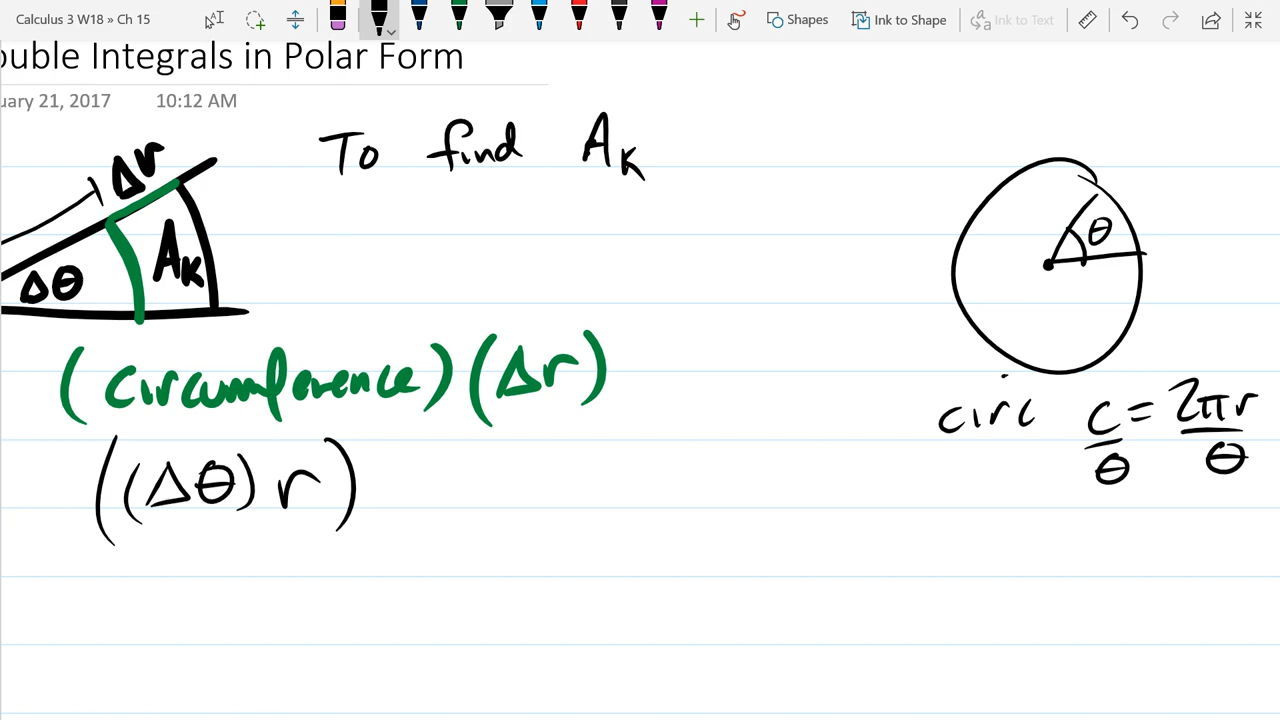 Calculus 3 W18 » Ch 15
Shapes
Ink to Shape
Ink to Text
ouble Integrals in Polar Form
uary 21, 2017 10:12 AM
Δr
To find A_K
Δθ
A_K
θ
(circumference)(Δr)
circ C/θ = 2πr/θ
((Δθ) r)